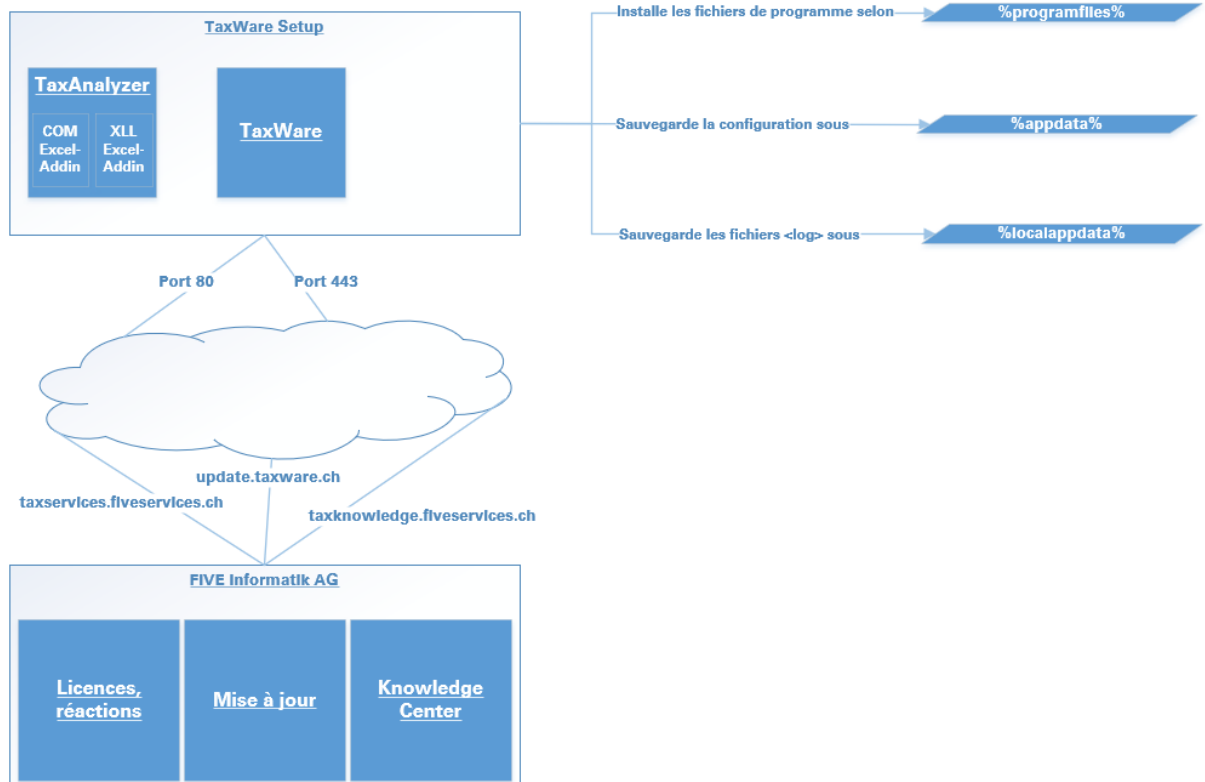 Installe les fichiers de programme selon
%programfiles%
TaxWare Setup
TaxAnalyzer
COM
Excel-
Addin
XLL
Excel-
Addin
TaxWare
Sauvegarde la configuration sous
%appdata%
Sauvegarde les fichiers <log> sous
%localappdata%
Port 80
Port 443
update.taxware.ch
taxservices.fiveservices.ch
taxknowledge.fiveservices.ch
FIVE Informatik AG
Licences,
réactions
Mise à jour
Knowledge
Center